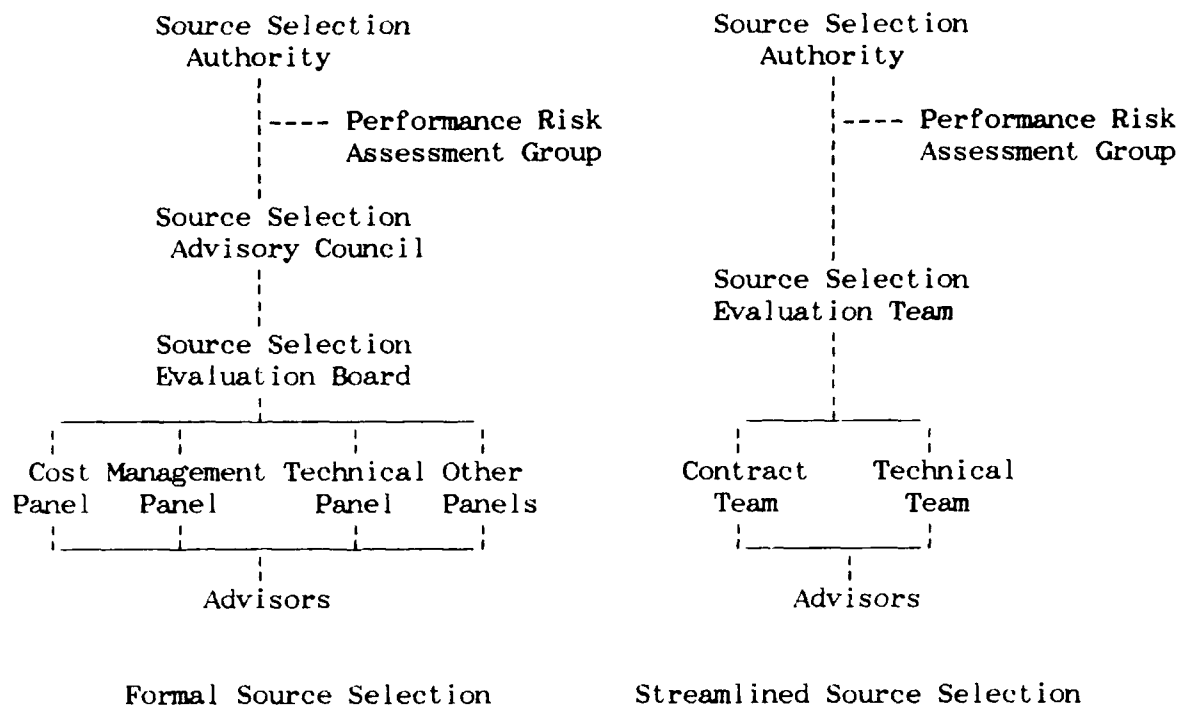 Source Selection
Authority
---- Performance Risk
Assessment Group
Source Selection
Advisory Council
Source Selection
Evaluation Board
Cost Management Technical Other
Panel Panel Panel Panels
Advisors
Formal Source Selection
Source Selection
Authority
---- Performance Risk
Assessment Group
Source Selection
Evaluation Team
Contract Technical
Team Team
Advisors
Streamlined Source Selection